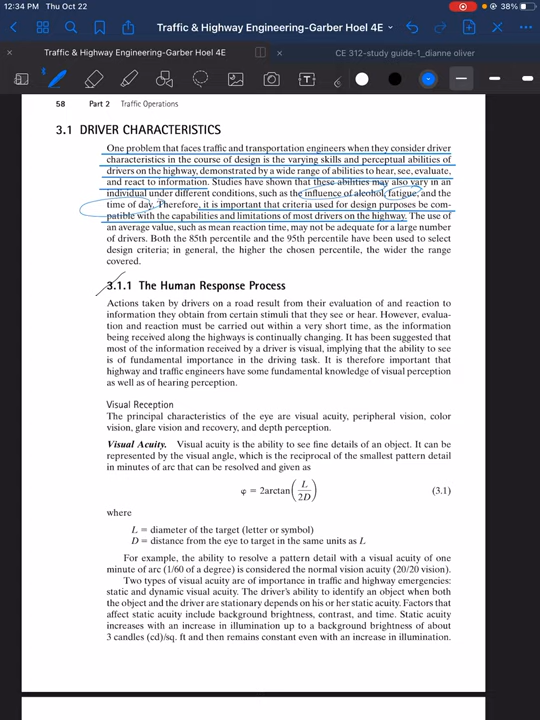 12:34 PM Thu Oct 22
38%
Traffic & Highway Engineering-Garber Hoel 4E
Traffic & Highway Engineering-Garber Hoel 4E
CE 312-study guide-1_dianne oliver
58 Part 2 Traffic Operations
3.1 DRIVER CHARACTERISTICS
One problem that faces traffic and transportation engineers when they consider driver
characteristics in the course of design is the varying skills and perceptual abilities of
drivers on the highway, demonstrated by a wide range of abilities to hear, see, evaluate,
and react to information. Studies have shown that these abilities may also vary in an
individual under different conditions, such as the influence of alcohol, fatigue, and the
time of day. Therefore, it is important that criteria used for design purposes be com-
patible with the capabilities and limitations of most drivers on the highway. The use of
an average value, such as mean reaction time, may not be adequate for a large number
of drivers. Both the 85th percentile and the 95th percentile have been used to select
design criteria; in general, the higher the chosen percentile, the wider the range
covered.
3.1.1 The Human Response Process
Actions taken by drivers on a road result from their evaluation of and reaction to
information they obtain from certain stimuli that they see or hear. However, evalua-
tion and reaction must be carried out within a very short time, as the information
being received along the highways is continually changing. It has been suggested that
most of the information received by a driver is visual, implying that the ability to see
is of fundamental importance in the driving task. It is therefore important that
highway and traffic engineers have some fundamental knowledge of visual perception
as well as of hearing perception.
Visual Reception
The principal characteristics of the eye are visual acuity, peripheral vision, color
vision, glare vision and recovery, and depth perception.
Visual Acuity. Visual acuity is the ability to see fine details of an object. It can be
represented by the visual angle, which is the reciprocal of the smallest pattern detail
in minutes of arc that can be resolved and given as
φ = 2arctan(L/2D) (3.1)
where
L = diameter of the target (letter or symbol)
D = distance from the eye to target in the same units as L
For example, the ability to resolve a pattern detail with a visual acuity of one
minute of arc (1/60 of a degree) is considered the normal vision acuity (20/20 vision).
Two types of visual acuity are of importance in traffic and highway emergencies:
static and dynamic visual acuity. The driver's ability to identify an object when both
the object and the driver are stationary depends on his or her static acuity. Factors that
affect static acuity include background brightness, contrast, and time. Static acuity
increases with an increase in illumination up to a background brightness of about
3 candles (cd)/sq. ft and then remains constant even with an increase in illumination.